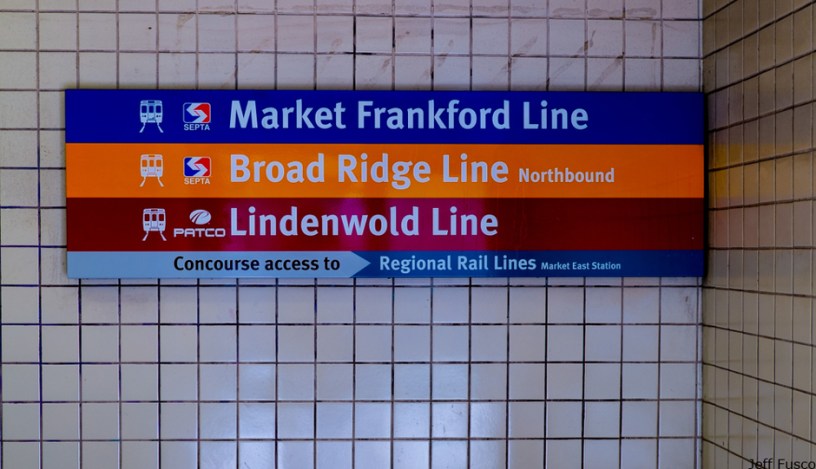 SEPTA Market Frankford Line
SEPTA Broad Ridge Line Northbound
PATCO Lindenwold Line
Concourse access to Regional Rail Lines Market East Station
Jeff Fusco